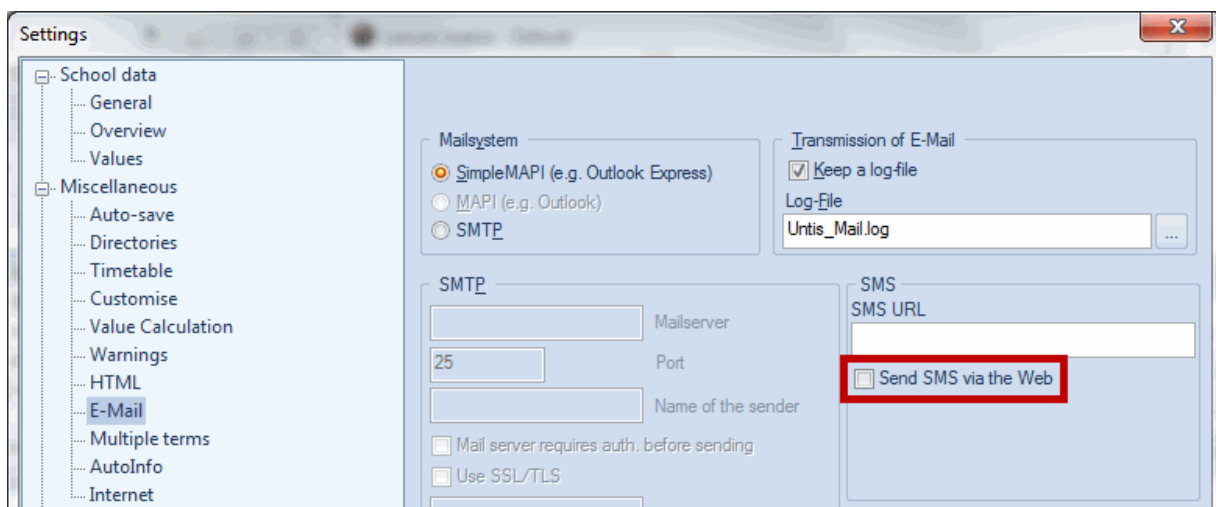 Settings
School data
General
Overview
Values
Miscellaneous
Auto-save
Directories
Timetable
Customise
Value Calculation
Warnings
HTML
E-Mail
Multiple terms
AutoInfo
Internet
Mailsystem
SimpleMAPI (e.g. Outlook Express)
MAPI (e.g. Outlook)
SMTP
Transmission of E-Mail
Keep a log-file
Log-File
Untis_Mail.log
...
SMTP
Mailserver
25
Port
Name of the sender
Mail server requires auth. before sending
Use SSL/TLS
SMS
SMS URL
Send SMS via the Web